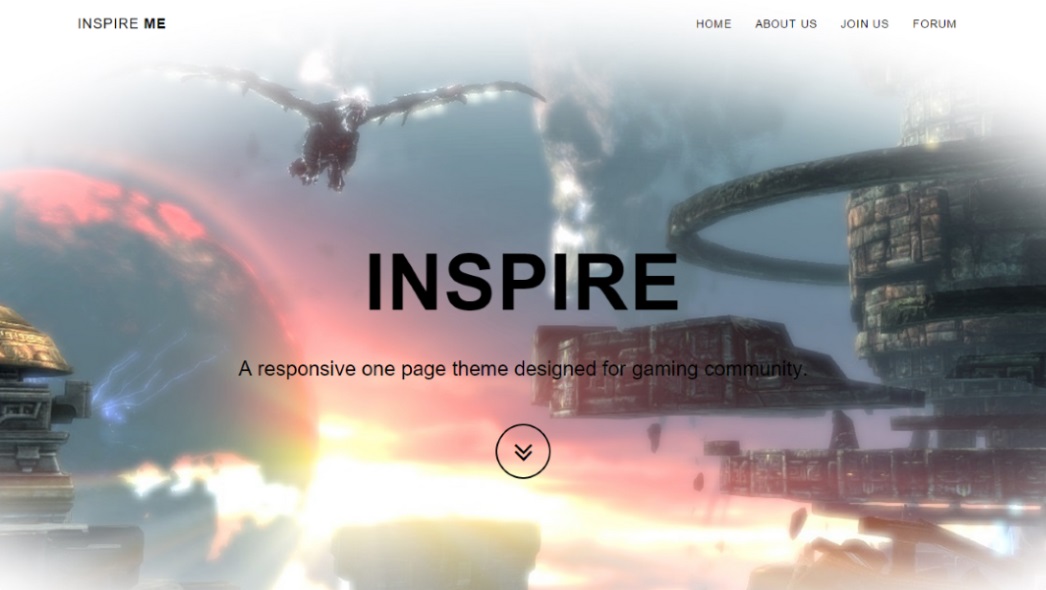 INSPIRE ME
HOME ABOUT US JOIN US FORUM
INSPIRE
A responsive one page theme designed for gaming community.